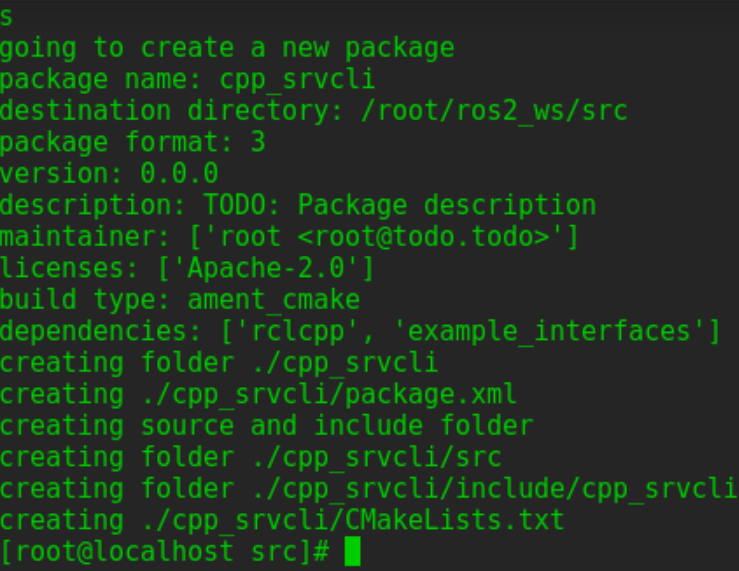 s
going to create a new package
package name: cpp_srvcli
destination directory: /root/ros2_ws/src
package format: 3
version: 0.0.0
description: TODO: Package description
maintainer: ['root <root@todo.todo>']
licenses: ['Apache-2.0']
build type: ament_cmake
dependencies: ['rclcpp', 'example_interfaces']
creating folder ./cpp_srvcli
creating ./cpp_srvcli/package.xml
creating source and include folder
creating folder ./cpp_srvcli/src
creating folder ./cpp_srvcli/include/cpp_srvcli
creating ./cpp_srvcli/CMakeLists.txt
[root@localhost src]#